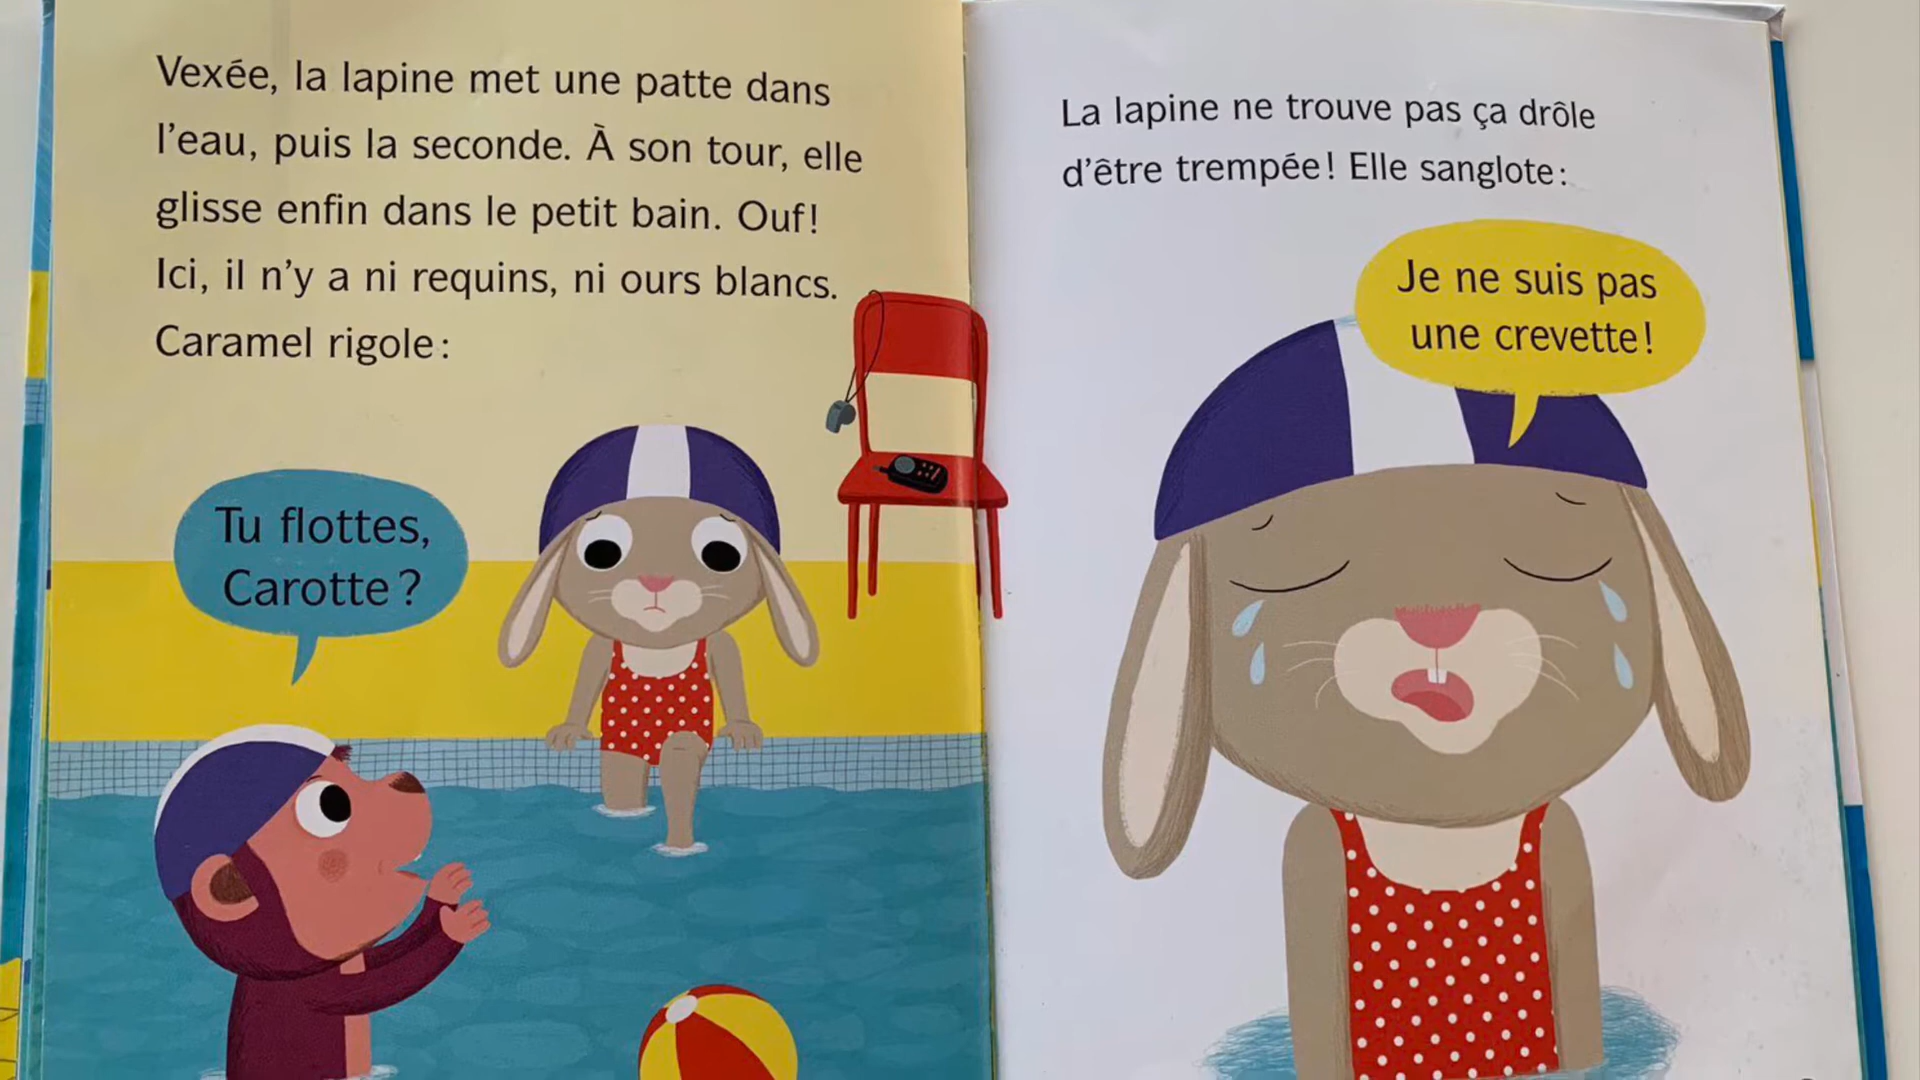 Vexée, la lapine met une patte dans
l'eau, puis la seconde. À son tour, elle
glisse enfin dans le petit bain. Ouf!
Ici, il n'y a ni requins, ni ours blancs.
Caramel rigole:
Tu flottes,
Carotte?
La lapine ne trouve pas ça drôle
d'être trempée! Elle sanglote:
Je ne suis pas
une crevette!